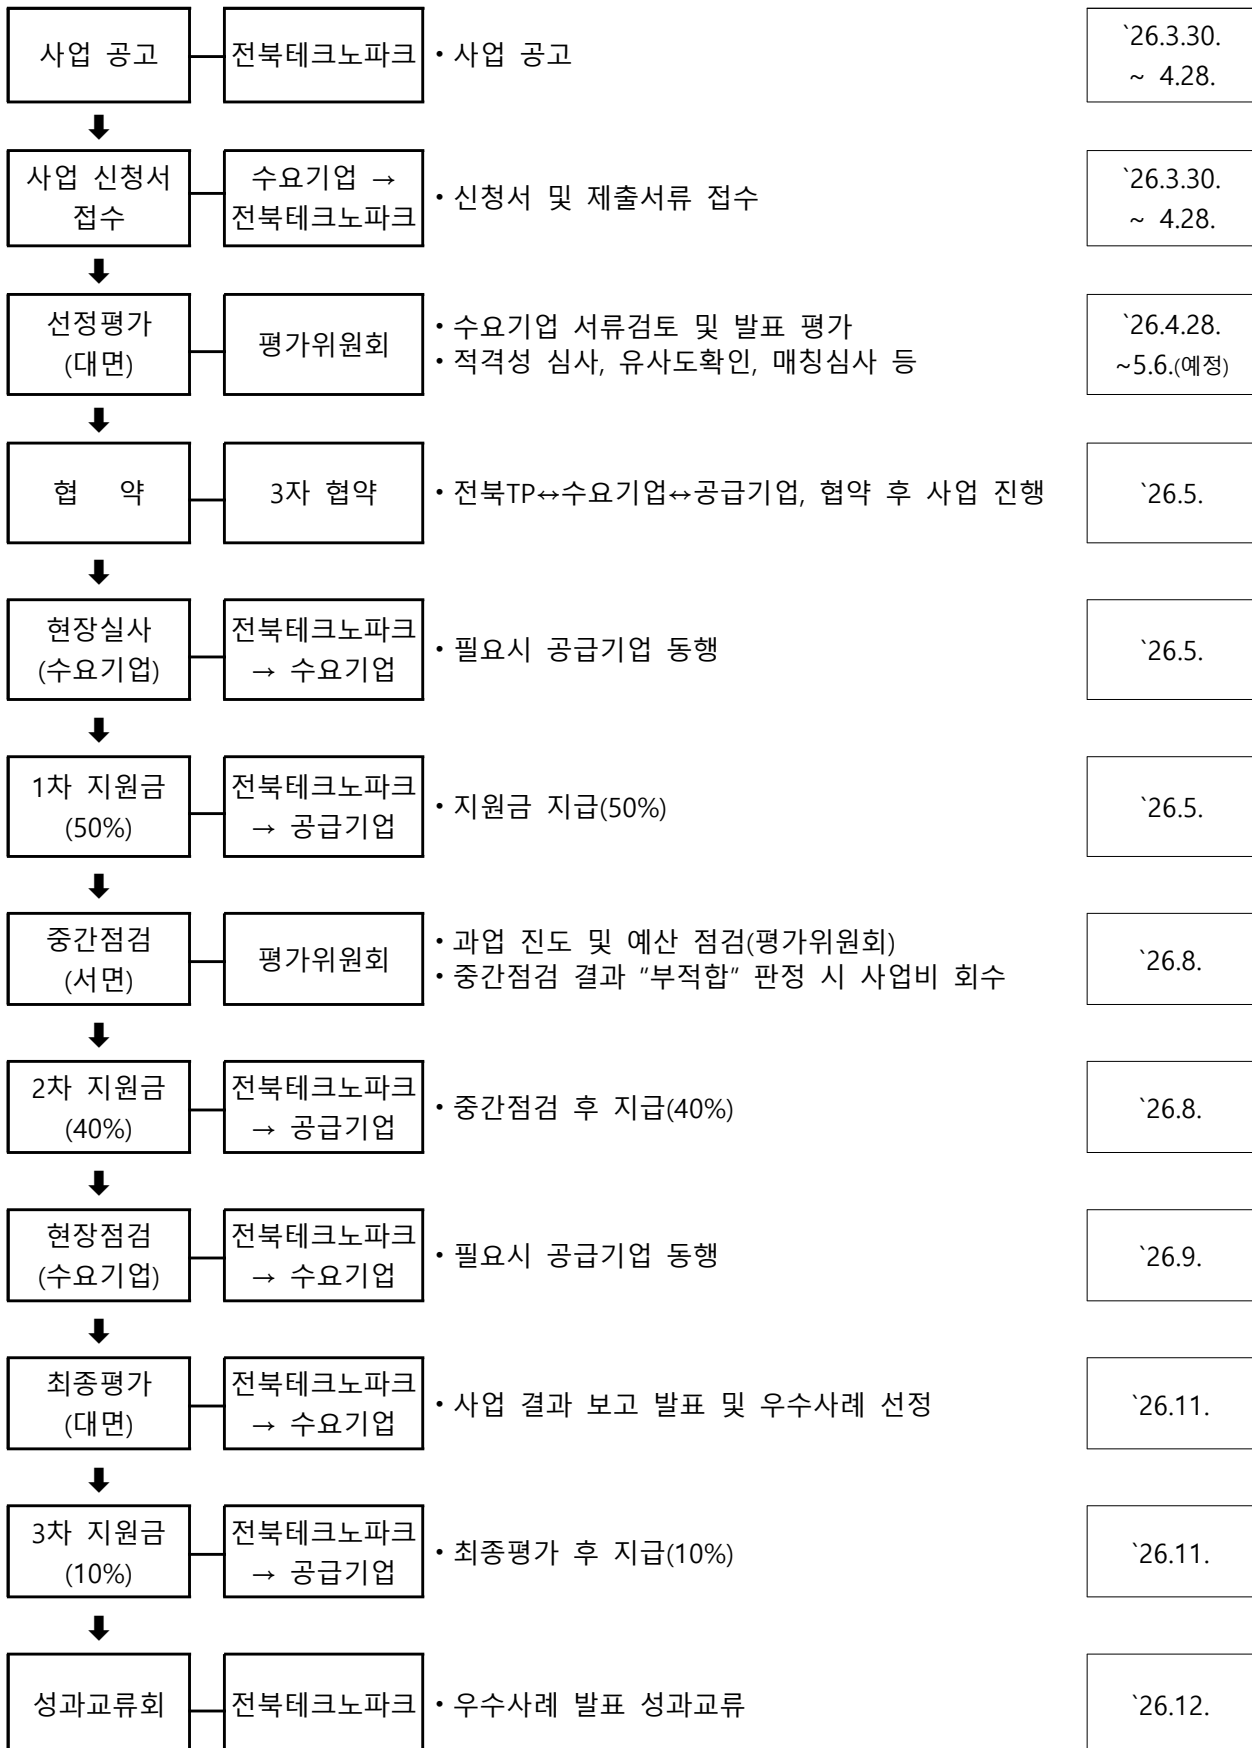 사업 공고
전북테크노파크
・사업 공고
`26.3.30.
~ 4.28.
⬇
사업 신청서
접수
수요기업 →
전북테크노파크
・신청서 및 제출서류 접수
`26.3.30.
~ 4.28.
⬇
선정평가
(대면)
평가위원회
・수요기업 서류검토 및 발표 평가
・적격성 심사, 유사도확인, 매칭심사 등
`26.4.28.
~5.6.(예정)
⬇
협 약
3자 협약
・전북TP↔수요기업↔공급기업, 협약 후 사업 진행
`26.5.
⬇
현장실사
(수요기업)
전북테크노파크
→ 수요기업
・필요시 공급기업 동행
`26.5.
⬇
1차 지원금
(50%)
전북테크노파크
→ 공급기업
・지원금 지급(50%)
`26.5.
⬇
중간점검
(서면)
평가위원회
・과업 진도 및 예산 점검(평가위원회)
・중간점검 결과 “부적합” 판정 시 사업비 회수
`26.8.
⬇
2차 지원금
(40%)
전북테크노파크
→ 공급기업
・중간점검 후 지급(40%)
`26.8.
⬇
현장점검
(수요기업)
전북테크노파크
→ 수요기업
・필요시 공급기업 동행
`26.9.
⬇
최종평가
(대면)
전북테크노파크
→ 수요기업
・사업 결과 보고 발표 및 우수사례 선정
`26.11.
⬇
3차 지원금
(10%)
전북테크노파크
→ 공급기업
・최종평가 후 지급(10%)
`26.11.
⬇
성과교류회
전북테크노파크
・우수사례 발표 성과교류
`26.12.